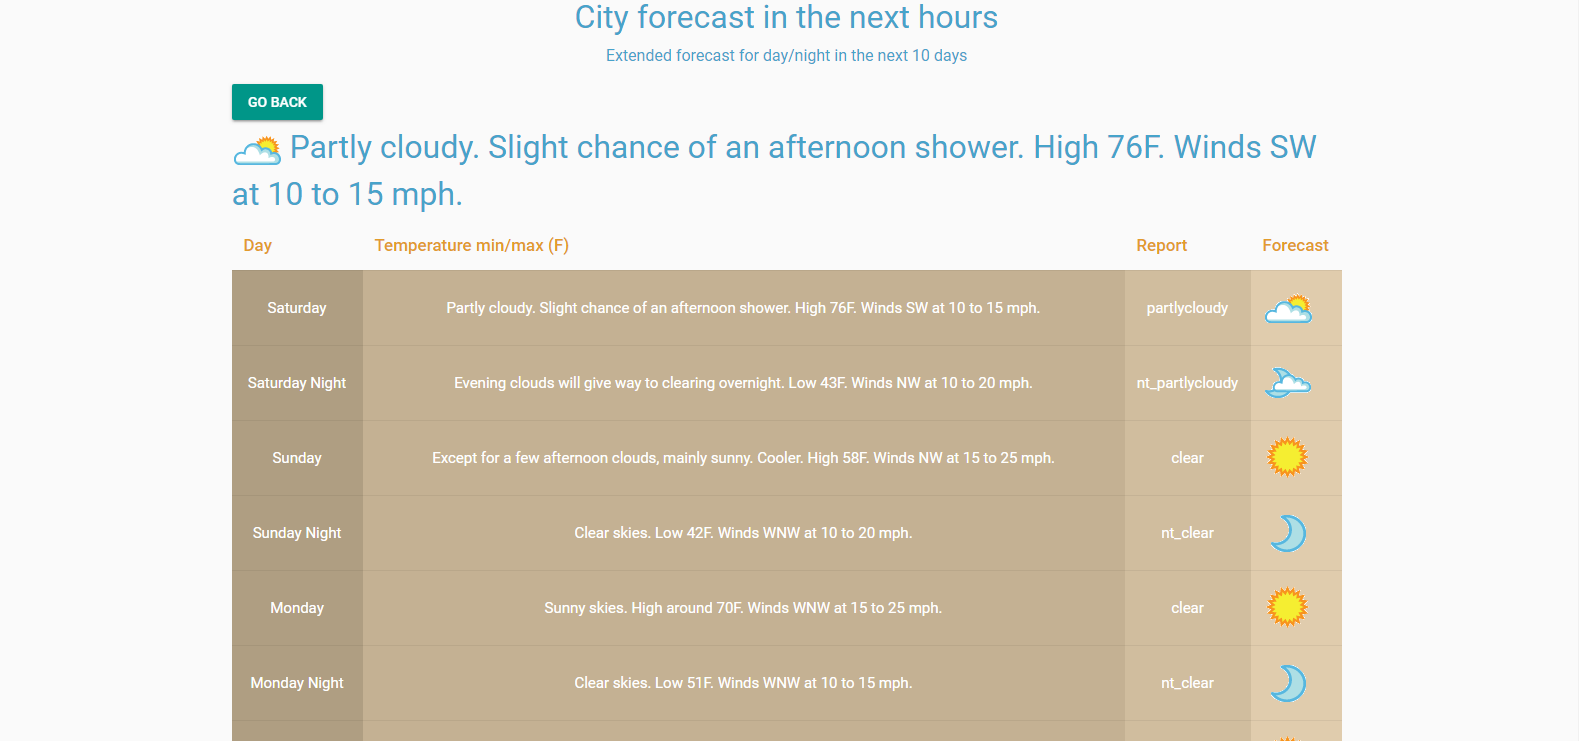 City forecast in the next hours
Extended forecast for day/night in the next 10 days
GO BACK
Partly cloudy. Slight chance of an afternoon shower. High 76F. Winds SW
at 10 to 15 mph.
Day Temperature min/max (F) Report Forecast
Saturday Partly cloudy. Slight chance of an afternoon shower. High 76F. Winds SW at 10 to 15 mph. partlycloudy
Saturday Night Evening clouds will give way to clearing overnight. Low 43F. Winds NW at 10 to 20 mph. nt_partlycloudy
Sunday Except for a few afternoon clouds, mainly sunny. Cooler. High 58F. Winds NW at 15 to 25 mph. clear
Sunday Night Clear skies. Low 42F. Winds WNW at 10 to 20 mph. nt_clear
Monday Sunny skies. High around 70F. Winds WNW at 15 to 25 mph. clear
Monday Night Clear skies. Low 51F. Winds WNW at 10 to 15 mph. nt_clear